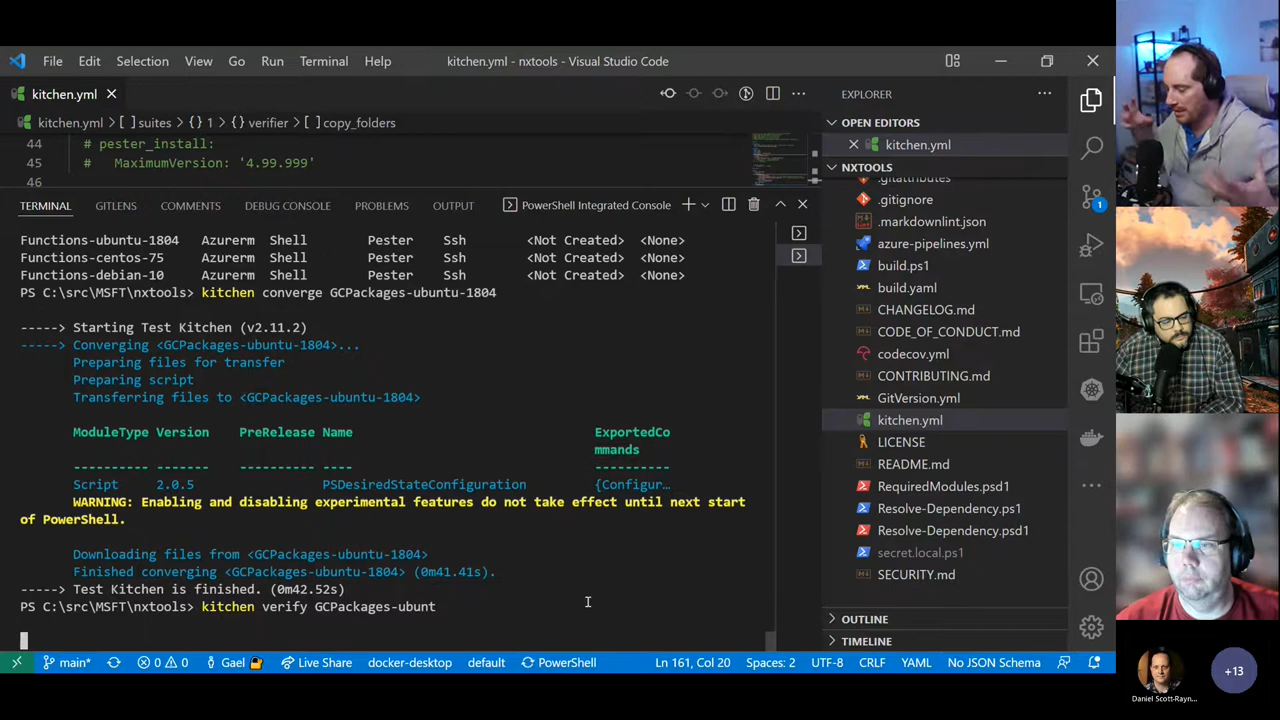 File Edit Selection View Go Run Terminal Help
kitchen.yml - nxtools - Visual Studio Code
kitchen.yml
kitchen.yml > [ ] suites > {} 1 > {} verifier > [ ] copy_folders
44 # pester_install:
45 #   MaximumVersion: '4.99.999'
46
TERMINAL GITLENS COMMENTS DEBUG CONSOLE PROBLEMS OUTPUT PowerShell Integrated Console
Functions-ubuntu-1804 Azurerm Shell Pester Ssh <Not Created> <None>
Functions-centos-75 Azurerm Shell Pester Ssh <Not Created> <None>
Functions-debian-10 Azurerm Shell Pester Ssh <Not Created> <None>
PS C:\src\MSFT\nxtools> kitchen converge GCPackages-ubuntu-1804
-----> Starting Test Kitchen (v2.11.2)
-----> Converging <GCPackages-ubuntu-1804>...
Preparing files for transfer
Preparing script
Transferring files to <GCPackages-ubuntu-1804>
ModuleType Version PreRelease Name ExportedCo
mmands
---------- ------- ---------- ---- ----------
Script 2.0.5 PSDesiredStateConfiguration {Configur…
WARNING: Enabling and disabling experimental features do not take effect until next start
of PowerShell.
Downloading files from <GCPackages-ubuntu-1804>
Finished converging <GCPackages-ubuntu-1804> (0m41.41s).
-----> Test Kitchen is finished. (0m42.52s)
PS C:\src\MSFT\nxtools> kitchen verify GCPackages-ubunt
EXPLORER
OPEN EDITORS
kitchen.yml
NXTOOLS
.gitattributes
.gitignore
.markdownlint.json
azure-pipelines.yml
build.ps1
build.yaml
CHANGELOG.md
CODE_OF_CONDUCT.md
codecov.yml
CONTRIBUTING.md
GitVersion.yml
kitchen.yml
LICENSE
README.md
RequiredModules.psd1
Resolve-Dependency.ps1
Resolve-Dependency.psd1
secret.local.ps1
SECURITY.md
OUTLINE
TIMELINE
1
main* 0 0 Gael Live Share docker-desktop default PowerShell Ln 161, Col 20 Spaces: 2 UTF-8 CRLF YAML No JSON Schema
Daniel Scott-Rayn...
+13